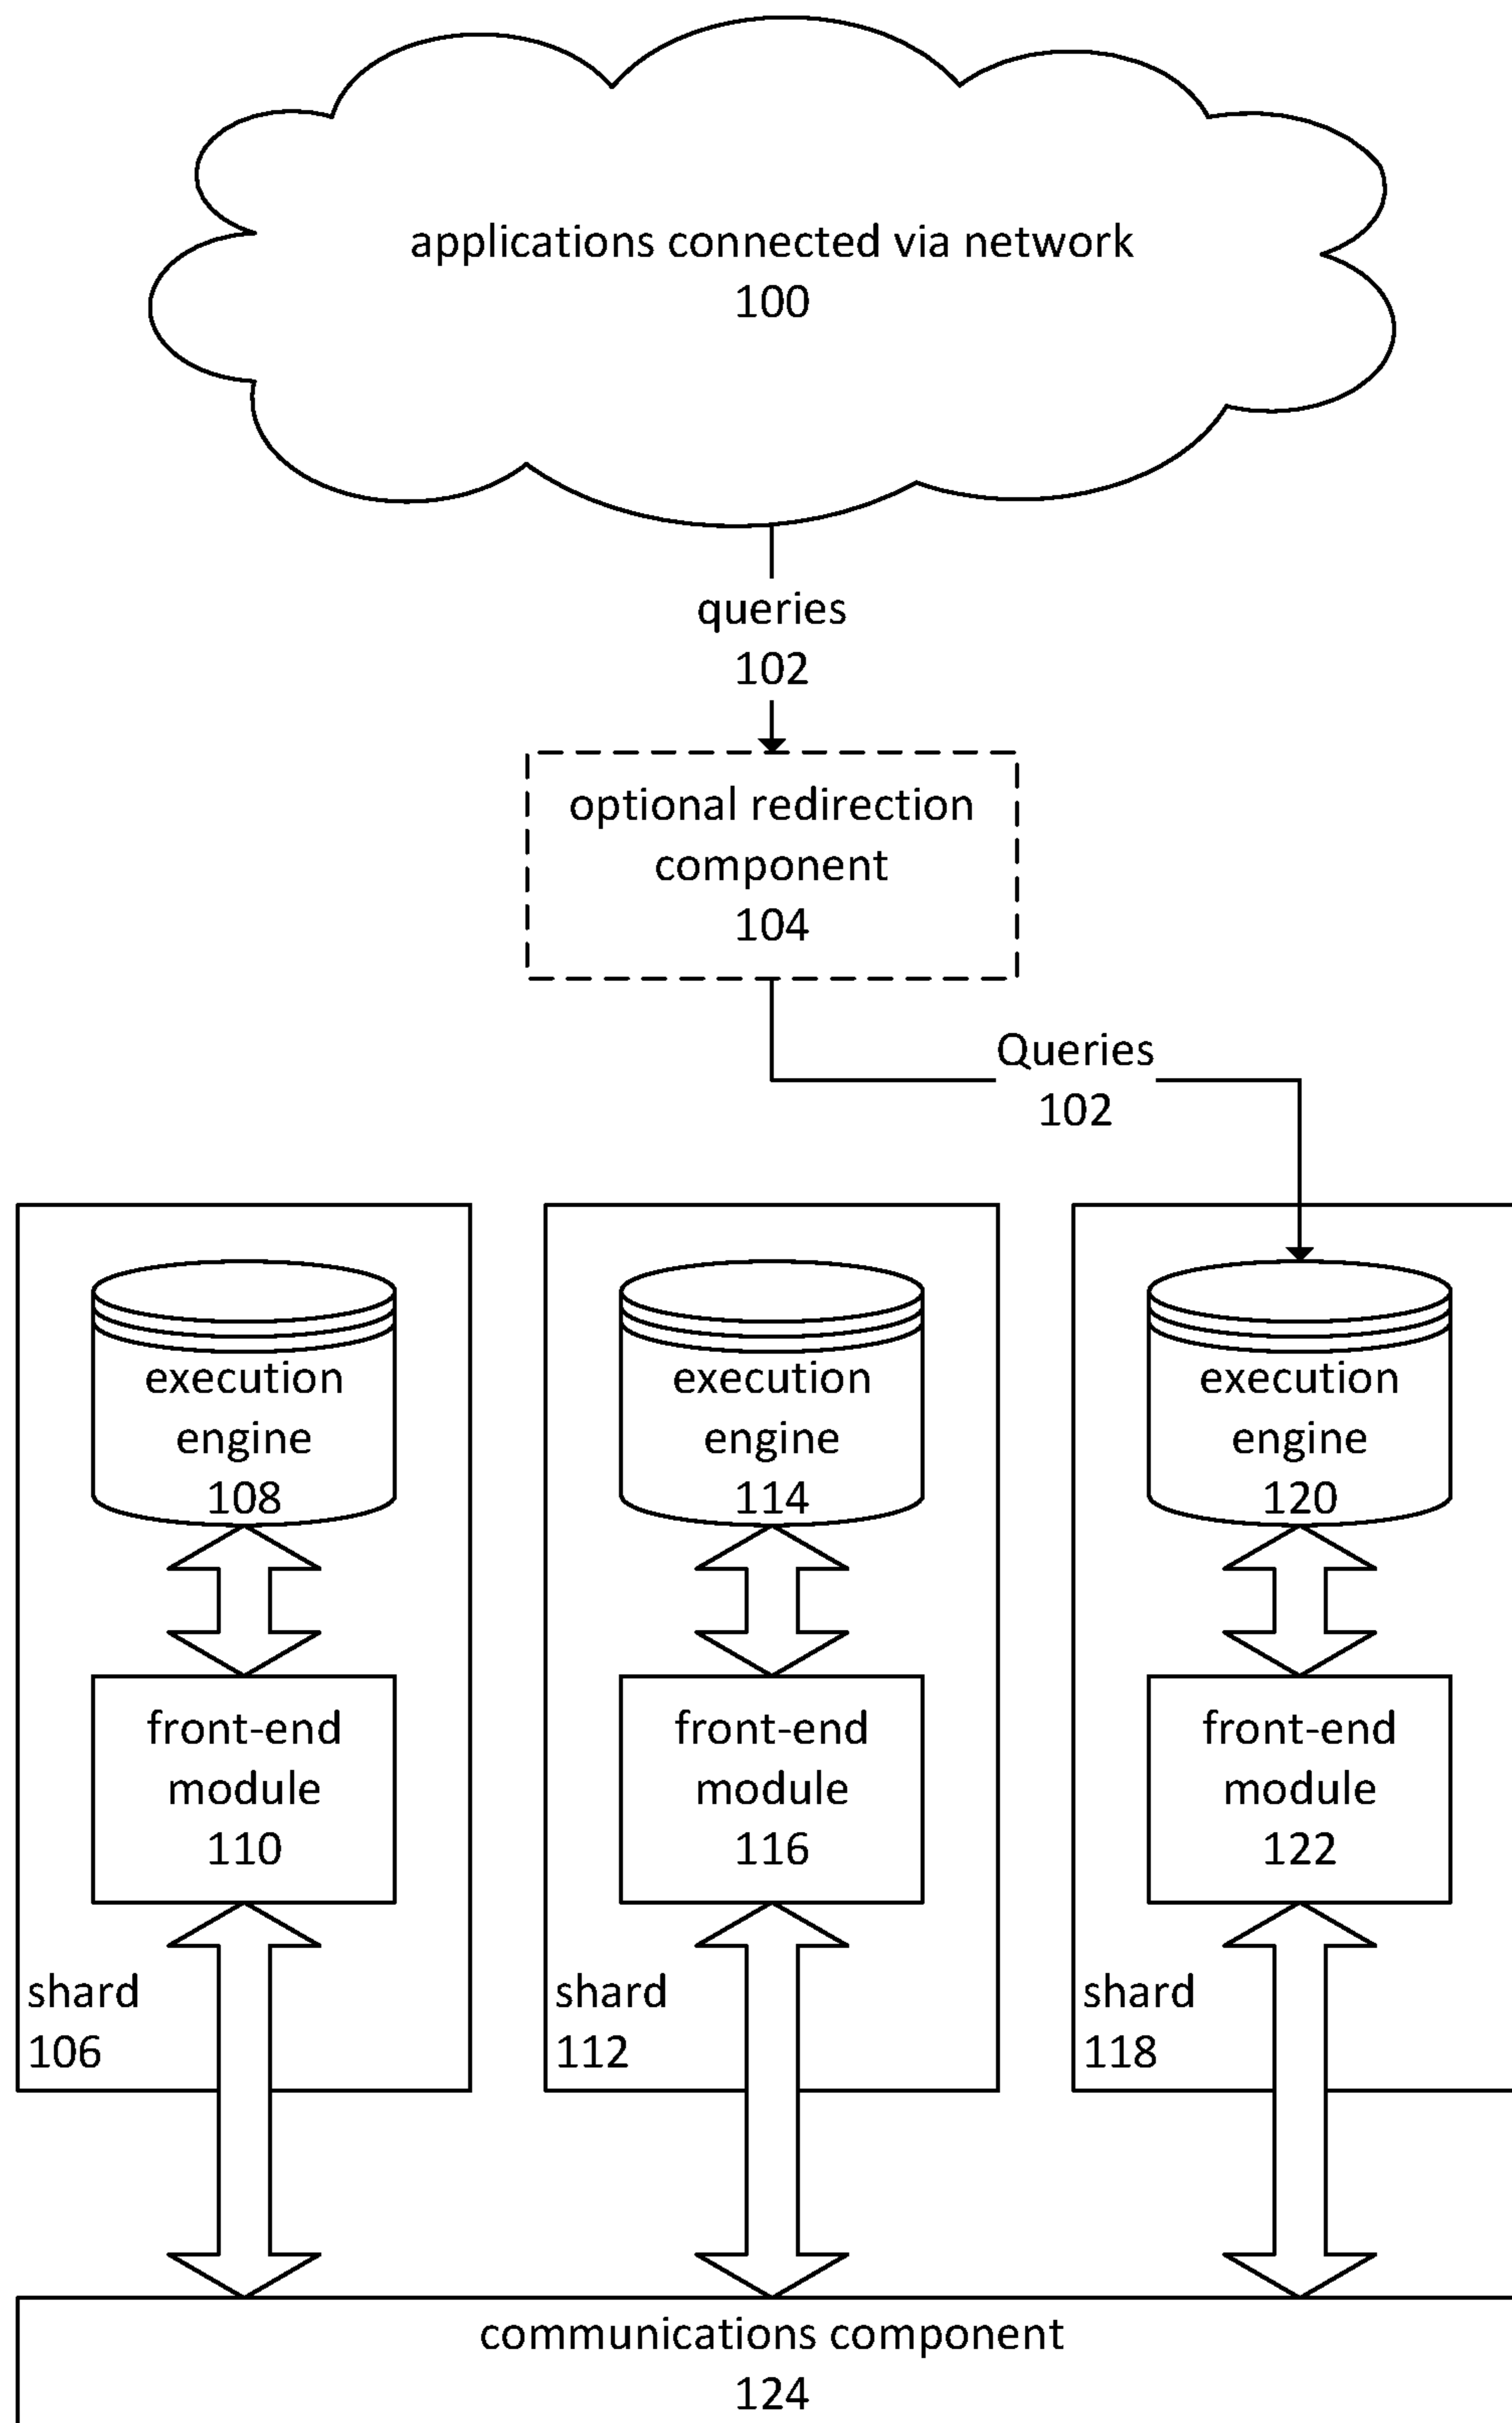 applications connected via network
100
queries
102
optional redirection
component
104
Queries
102
execution
engine
108
execution
engine
114
execution
engine
120
front-end
module
110
front-end
module
116
front-end
module
122
shard
106
shard
112
shard
118
communications component
124